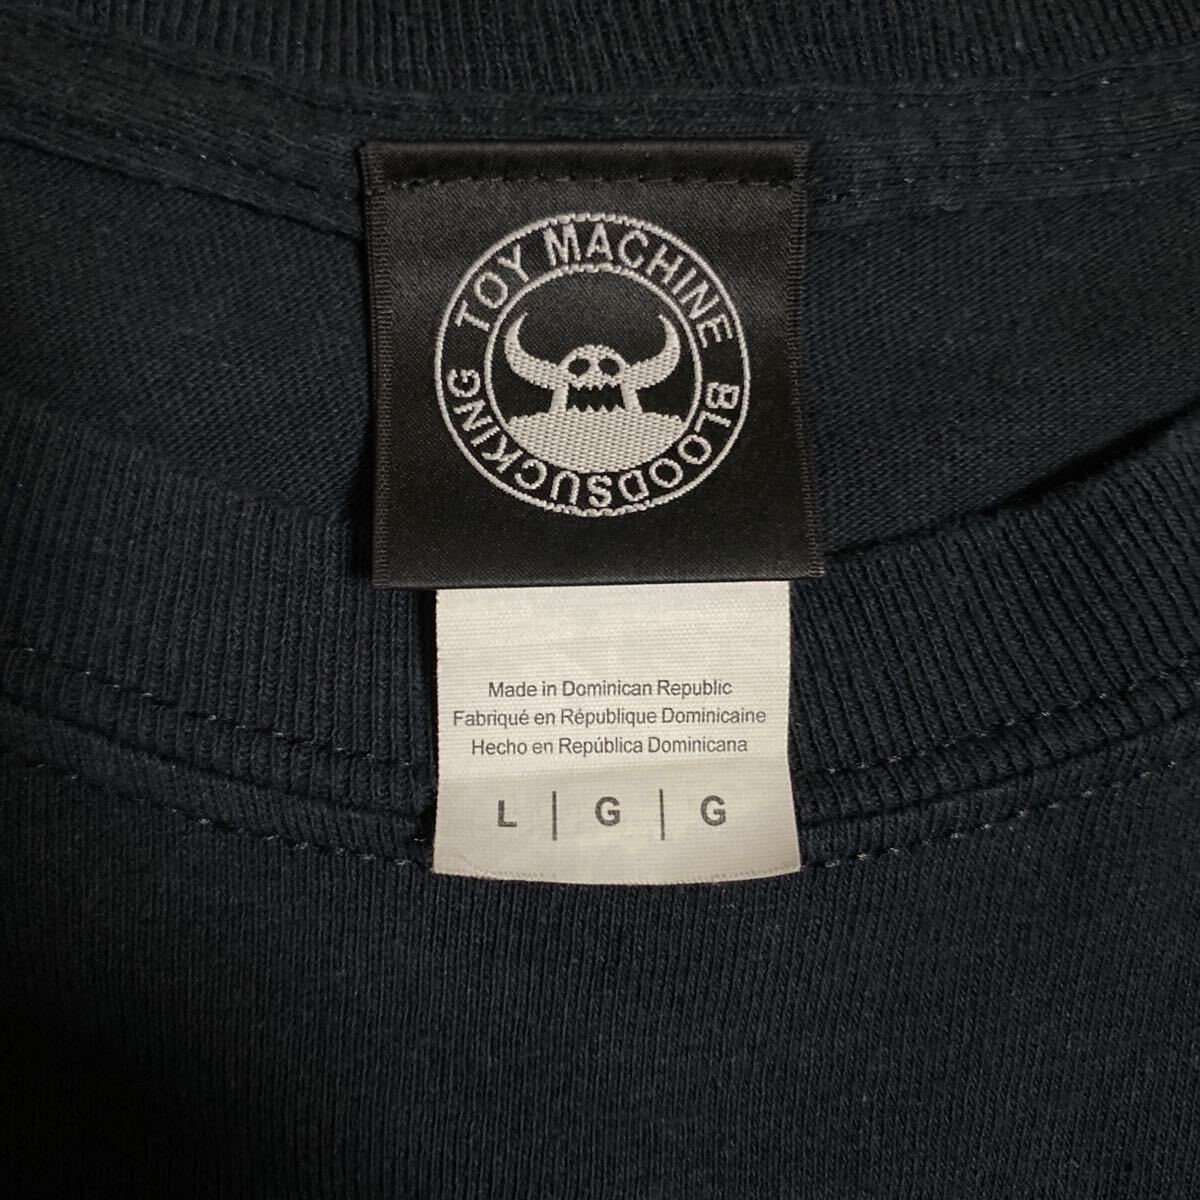 TOY MACHINE BLOODSUCKING
Made in Dominican Republic
Fabriqué en République Dominicaine
Hecho en República Dominicana
L | G | G